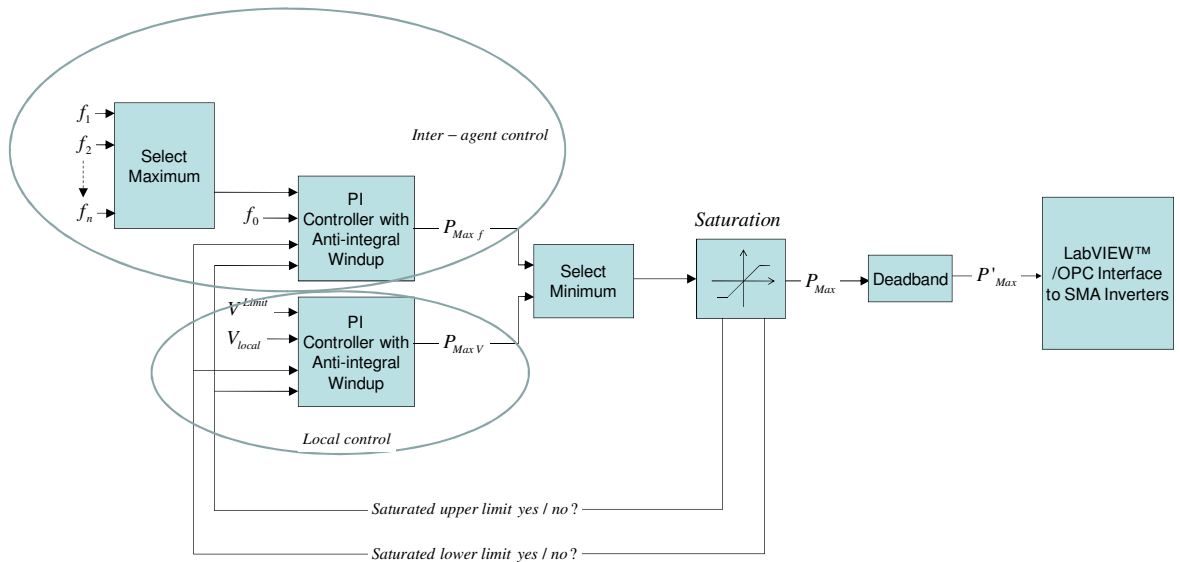 Inter – agent control
f1
f2
fn
Select
Maximum
f0
PI
Controller with
Anti-integral
Windup
PMax f
V Limit
Vlocal
PI
Controller with
Anti-integral
Windup
PMax V
Local control
Select
Minimum
Saturation
PMax
Deadband
P'Max
LabVIEW™
/OPC Interface
to SMA Inverters
Saturated upper limit yes / no?
Saturated lower limit yes / no?